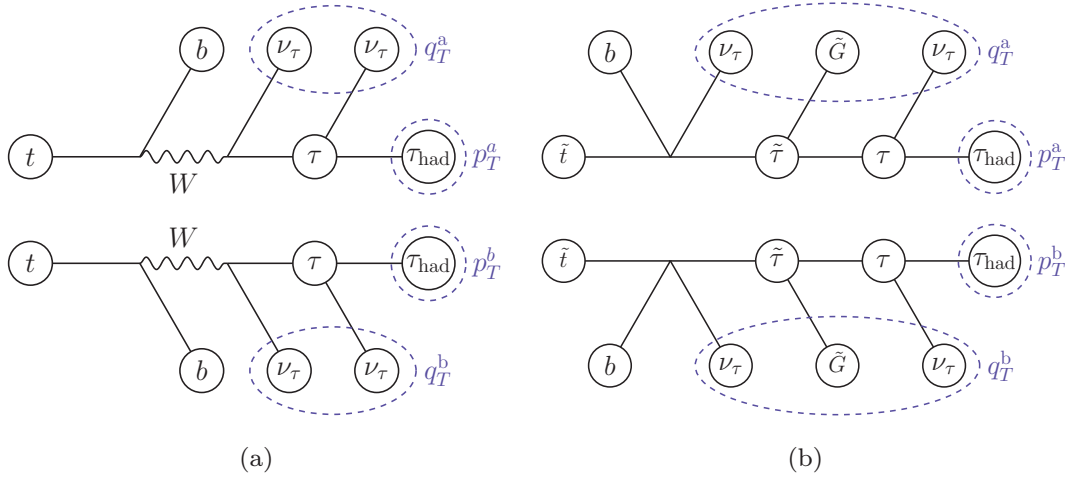 b ν_τ ν_τ q_T^a b ν_τ G̃ ν_τ q_T^a
t W τ τ_had p_T^a t̃ τ̃ τ τ_had p_T^a
t W τ τ_had p_T^b t̃ τ̃ τ τ_had p_T^b
b ν_τ ν_τ q_T^b b ν_τ G̃ ν_τ q_T^b
(a) (b)